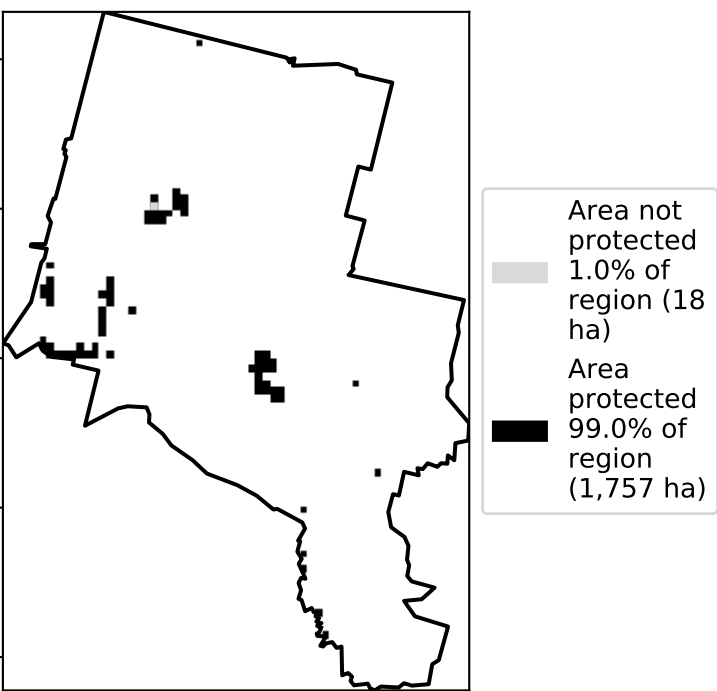 Area not
protected
1.0% of
region (18
ha)
Area
protected
99.0% of
region
(1,757 ha)